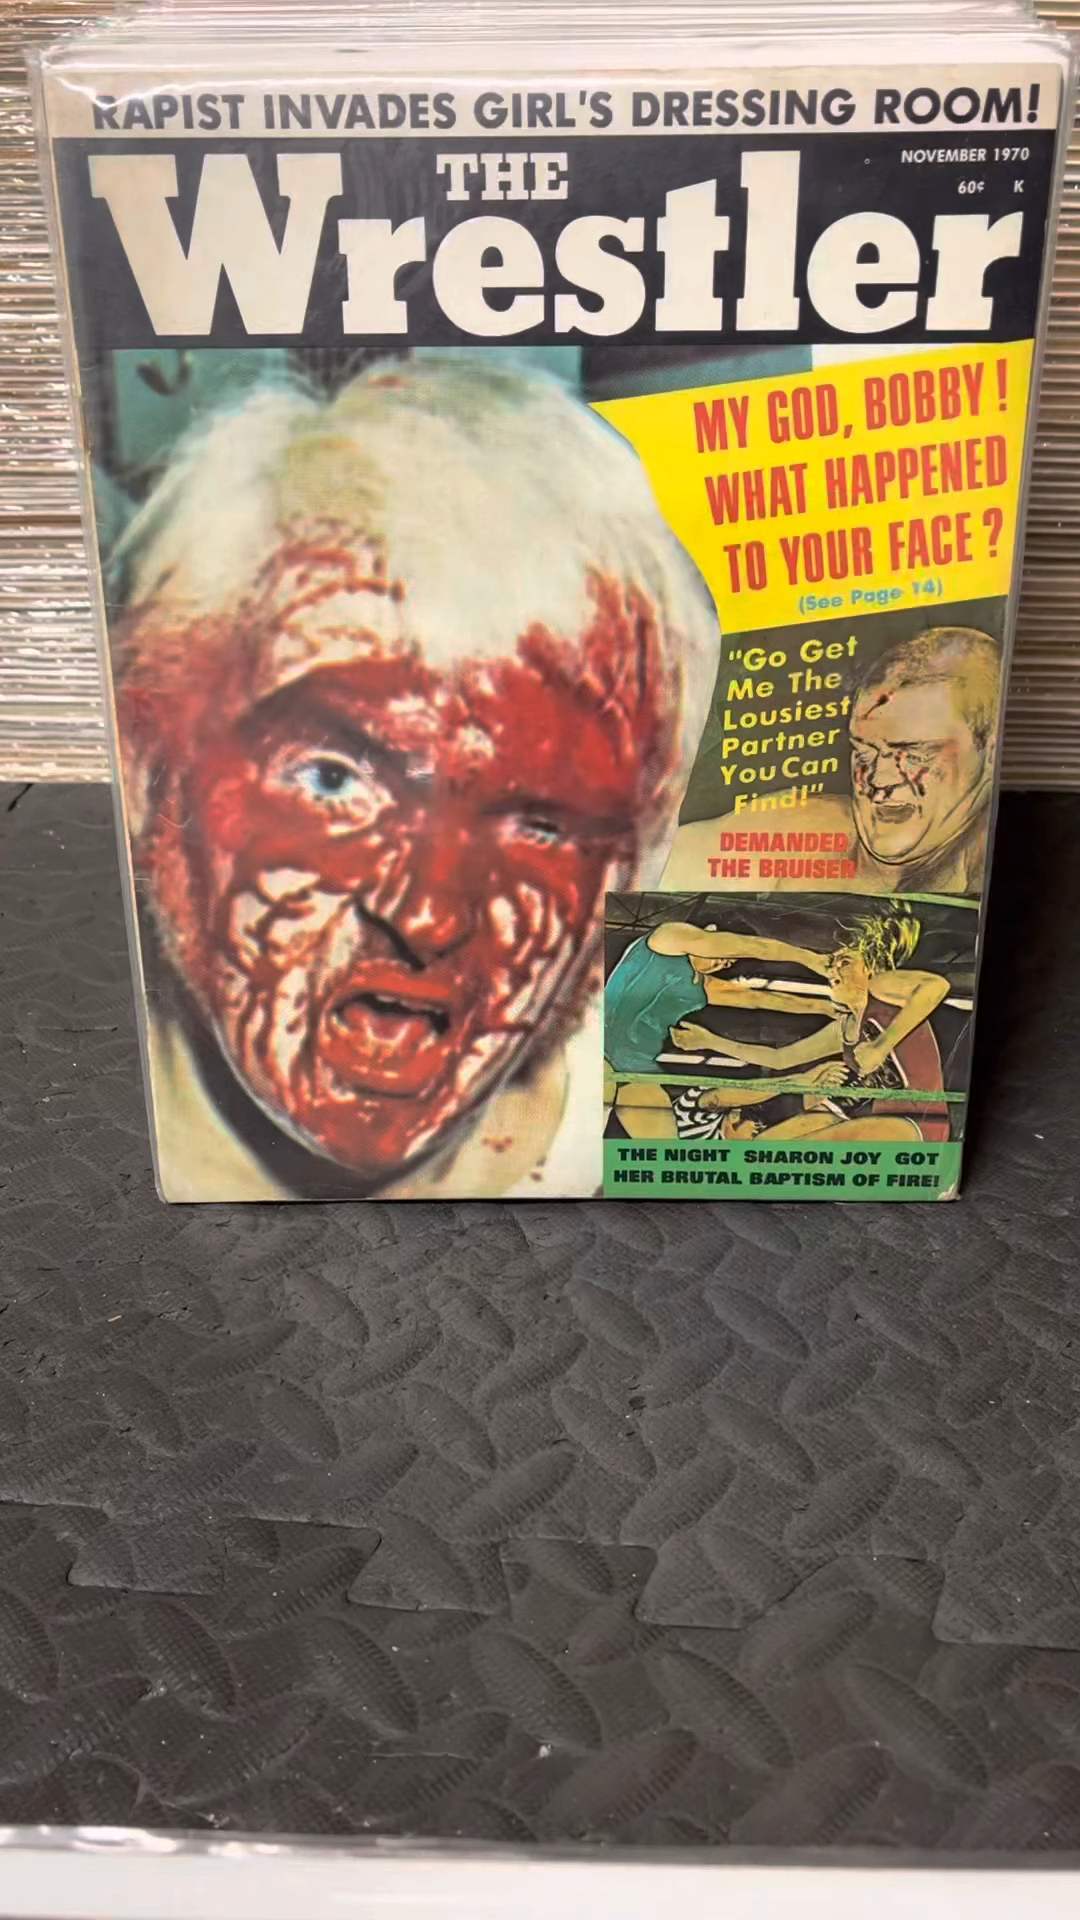 RAPIST INVADES GIRL'S DRESSING ROOM!
THE
Wrestler
NOVEMBER 1970
60¢ K
MY GOD, BOBBY!
WHAT HAPPENED
TO YOUR FACE?
(See Page 14)
"Go Get
Me The
Lousiest
Partner
You Can
Find!"
DEMANDED
THE BRUISER
THE NIGHT SHARON JOY GOT
HER BRUTAL BAPTISM OF FIRE!